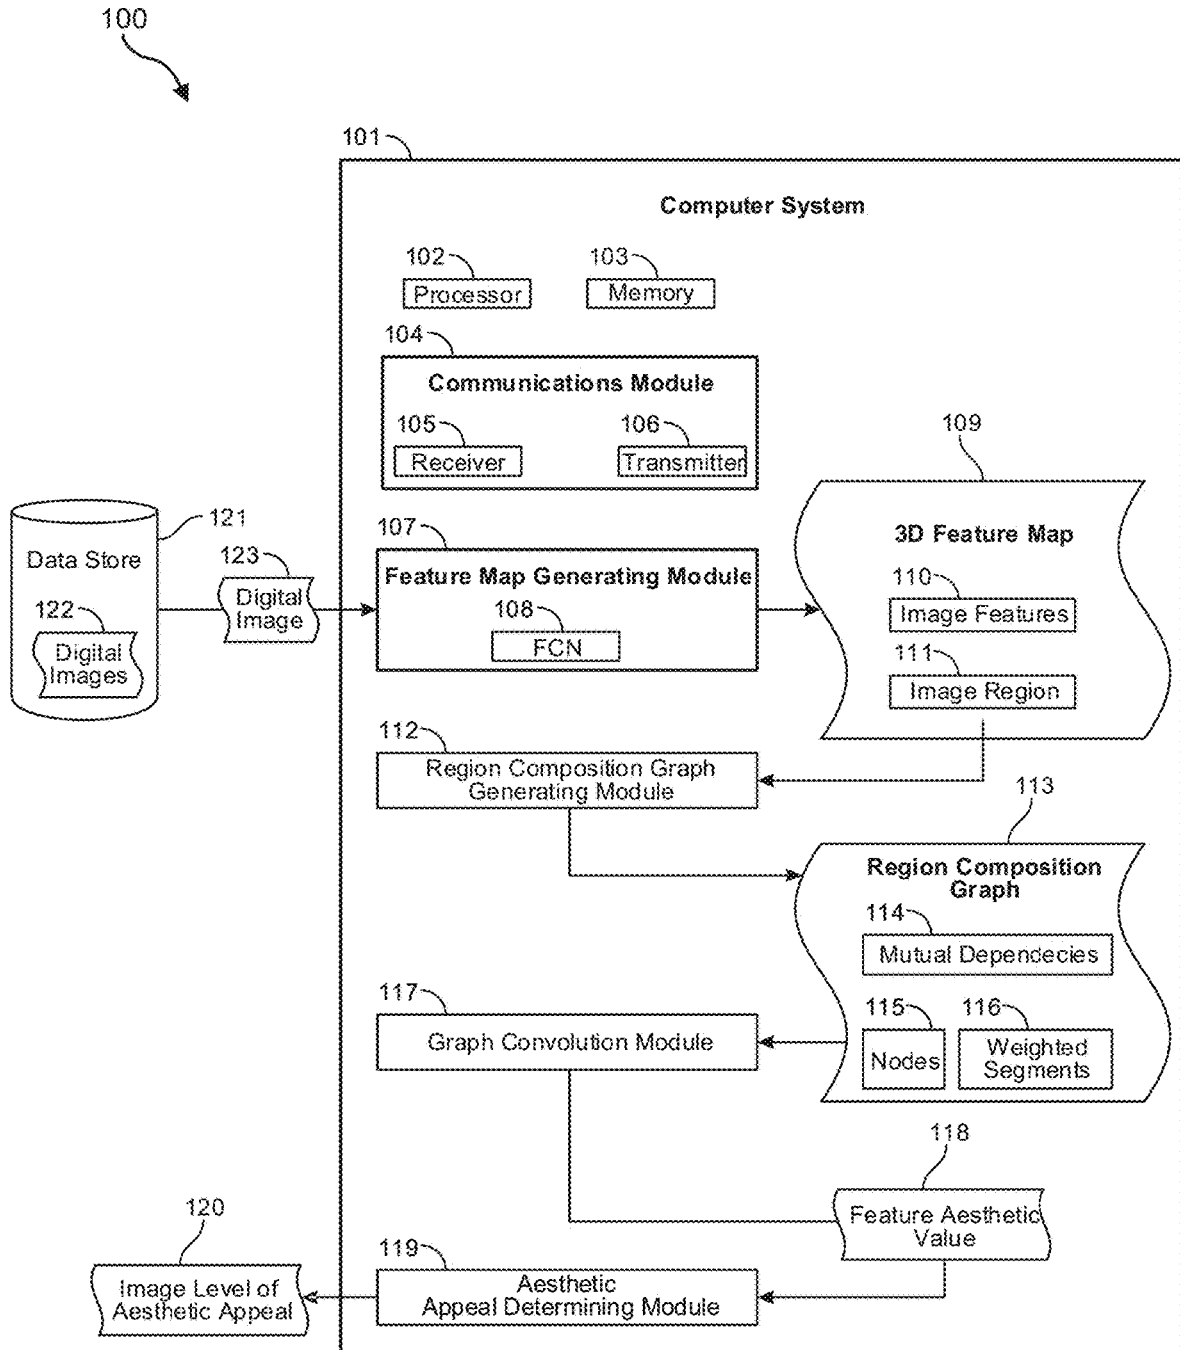 100
101
Computer System
102
Processor
103
Memory
104
Communications Module
105
Receiver
106
Transmitter
109
3D Feature Map
110
Image Features
111
Image Region
121
Data Store
122
Digital
Images
123
Digital
Image
107
Feature Map Generating Module
108
FCN
112
Region Composition Graph
Generating Module
113
Region Composition
Graph
114
Mutual Dependecies
115
Nodes
116
Weighted
Segments
117
Graph Convolution Module
118
Feature Aesthetic
Value
119
Aesthetic
Appeal Determining Module
120
Image Level of
Aesthetic Appeal